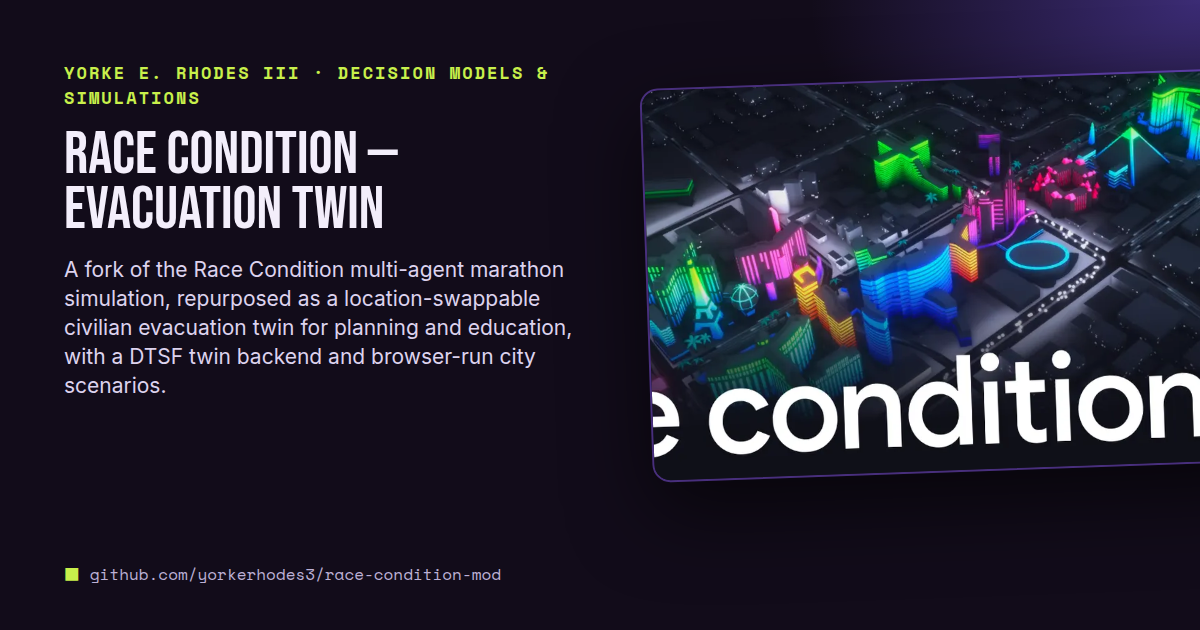 YORKE E. RHODES III · DECISION MODELS &
SIMULATIONS
RACE CONDITION —
EVACUATION TWIN
A fork of the Race Condition multi-agent marathon
simulation, repurposed as a location-swappable
civilian evacuation twin for planning and education,
with a DTSF twin backend and browser-run city
scenarios.
e condition
github.com/yorkerhodes3/race-condition-mod